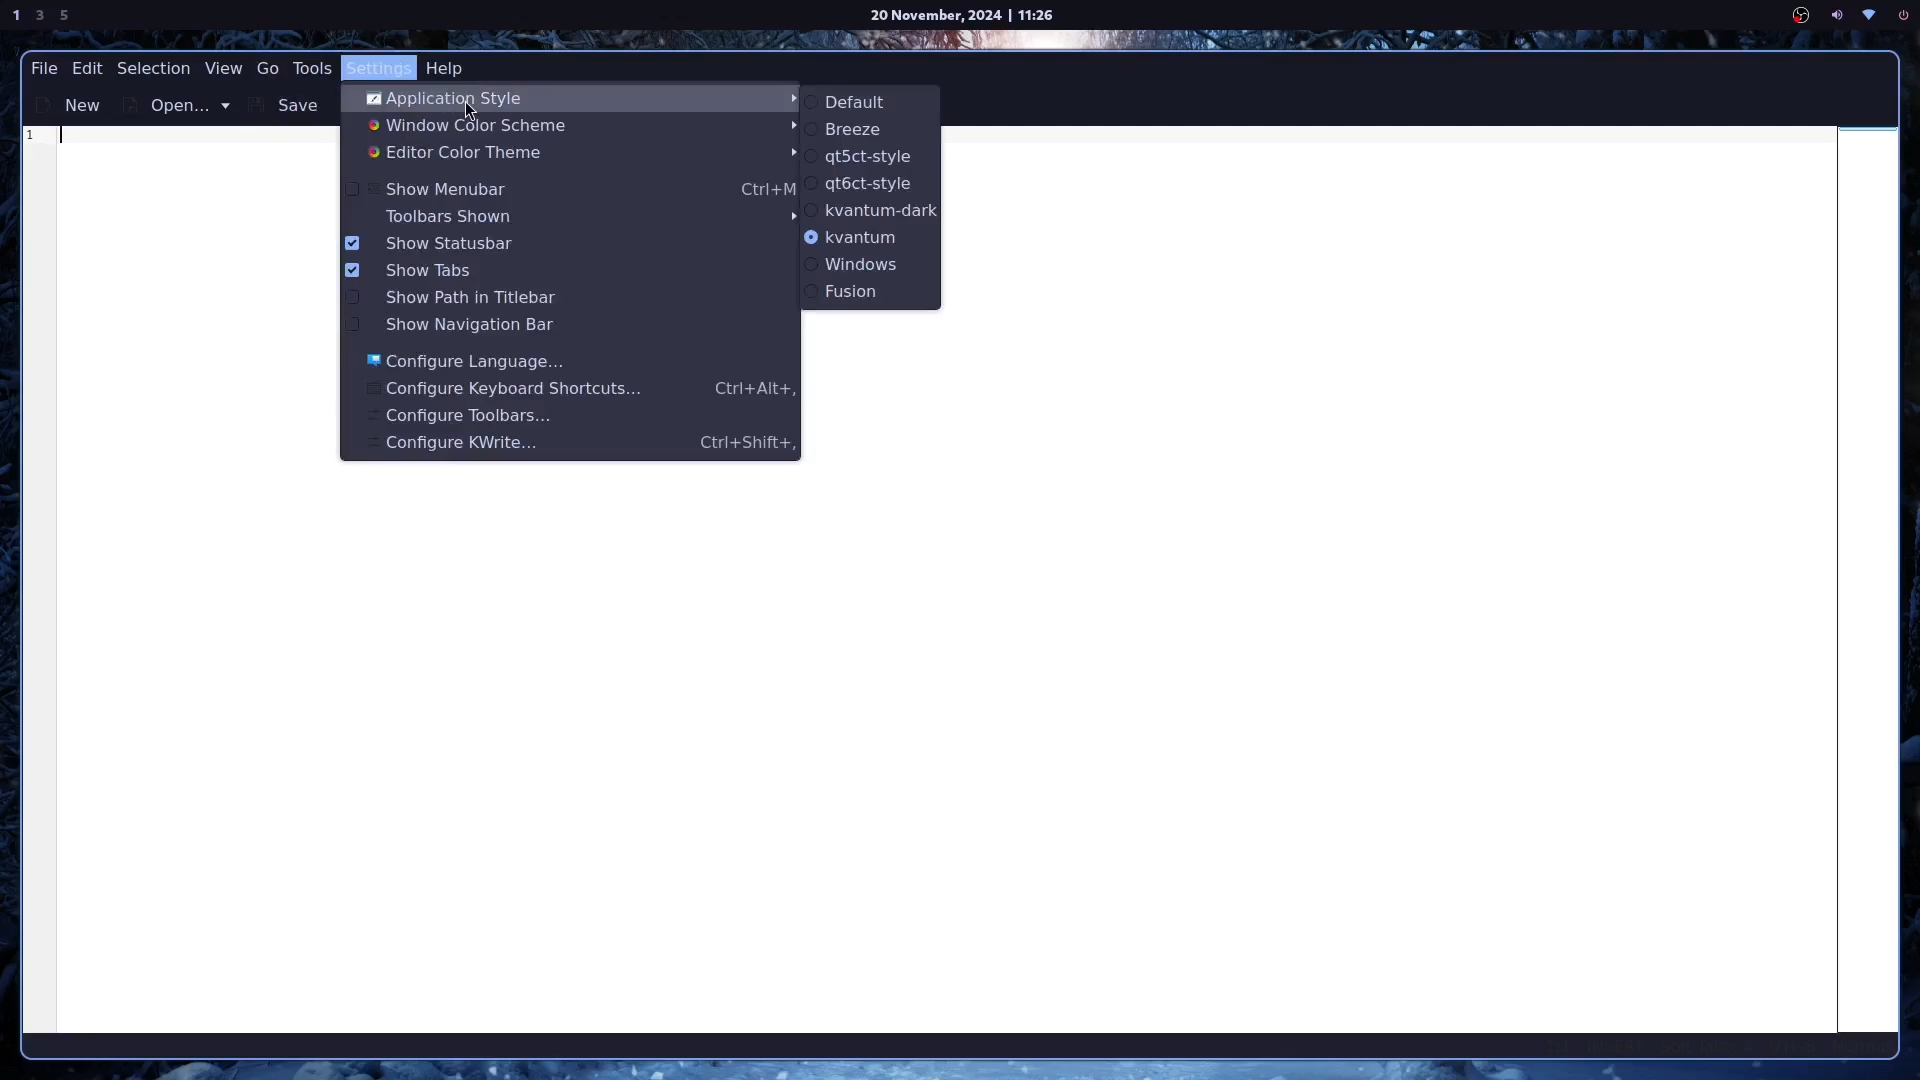 1 3 5
20 November, 2024 | 11:26
File Edit Selection View Go Tools Settings Help
New Open... Save
1
Application Style
Window Color Scheme
Editor Color Theme
Show Menubar Ctrl+M
Toolbars Shown
Show Statusbar
Show Tabs
Show Path in Titlebar
Show Navigation Bar
Configure Language...
Configure Keyboard Shortcuts... Ctrl+Alt+,
Configure Toolbars...
Configure KWrite... Ctrl+Shift+,
Default
Breeze
qt5ct-style
qt6ct-style
kvantum-dark
kvantum
Windows
Fusion